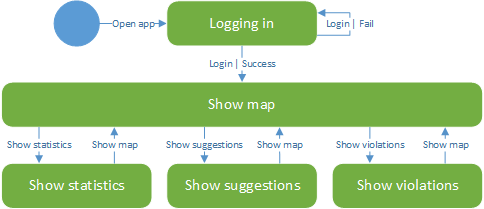 Logging in
Open app
Login | Fail
Login | Success
Show map
Show statistics
Show map
Show suggestions
Show map
Show violations
Show map
Show statistics
Show suggestions
Show violations